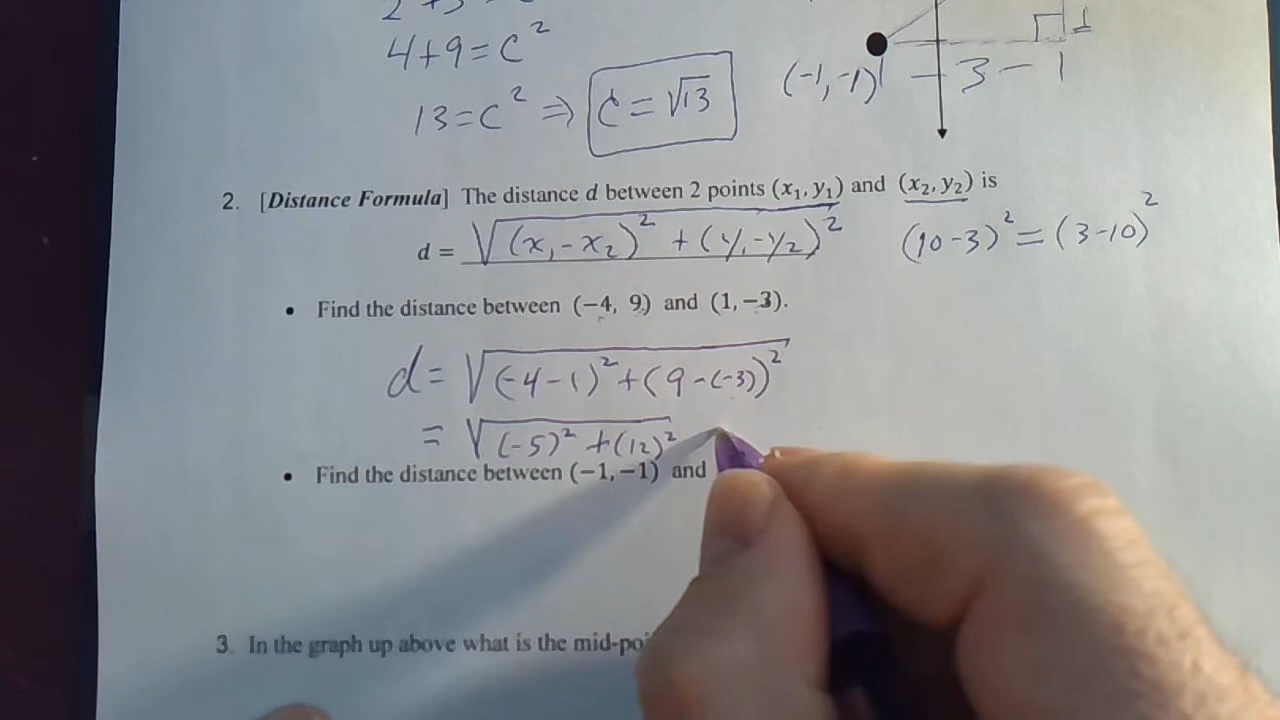 4+9=c²
13=c² ⇒ c=√13
(-1,-1)
3
1
2. [Distance Formula] The distance d between 2 points (x₁, y₁) and (x₂, y₂) is
d = √(x₁-x₂)² + (y₁-y₂)²
(10-3)² = (3-10)²
• Find the distance between (−4, 9) and (1, −3).
d = √(-4-1)² + (9-(-3))²
= √(-5)² + (12)²
• Find the distance between (−1, −1) and
3. In the graph up above what is the mid-poi